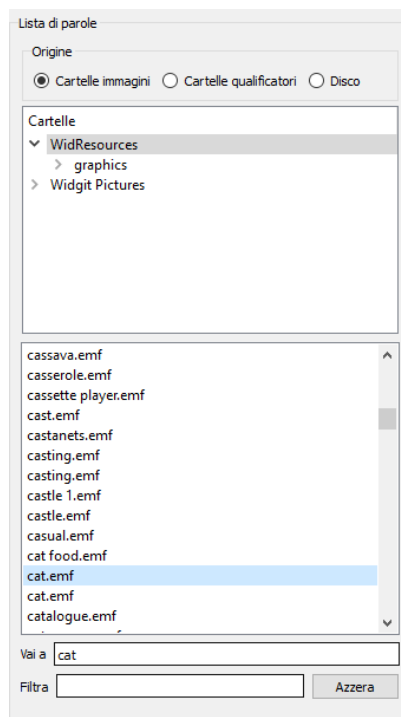 Lista di parole
Origine
Cartelle immagini Cartelle qualificatori Disco
Cartelle
WidResources
graphics
Widgit Pictures
cassava.emf
casserole.emf
cassette player.emf
cast.emf
castanets.emf
casting.emf
casting.emf
castle 1.emf
castle.emf
casual.emf
cat food.emf
cat.emf
cat.emf
catalogue.emf
Vai a cat
Filtra Azzera